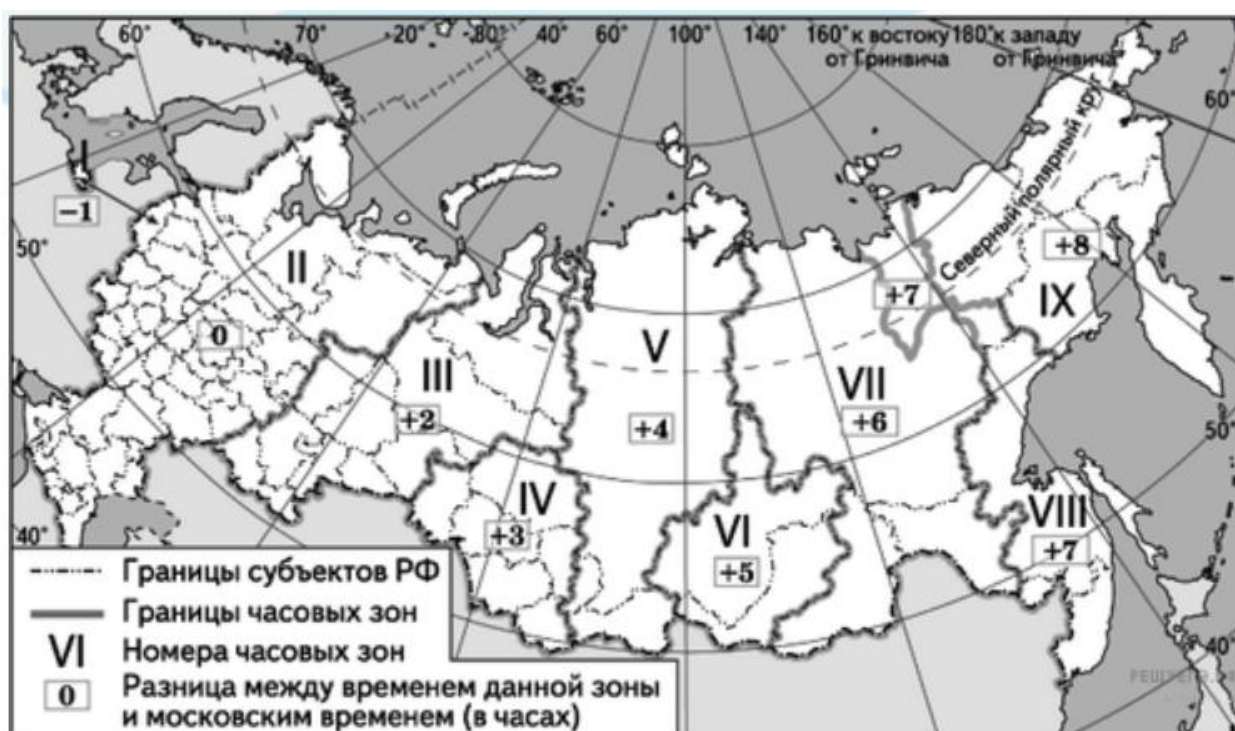 60° 70° -20° -80° 40° 60° 100° 140° 160° к востоку 180° к западу
от Гринвича от Гринвича
60°
Северный полярный круг
I
-1
50°
II
0
III
+2
IV
+3
V
+4
VI
+5
VII
+6
+7
+8
IX
VIII
+7
50°
40°
40°
Границы субъектов РФ
Границы часовых зон
VI Номера часовых зон
0 Разница между временем данной зоны
и московским временем (в часах)